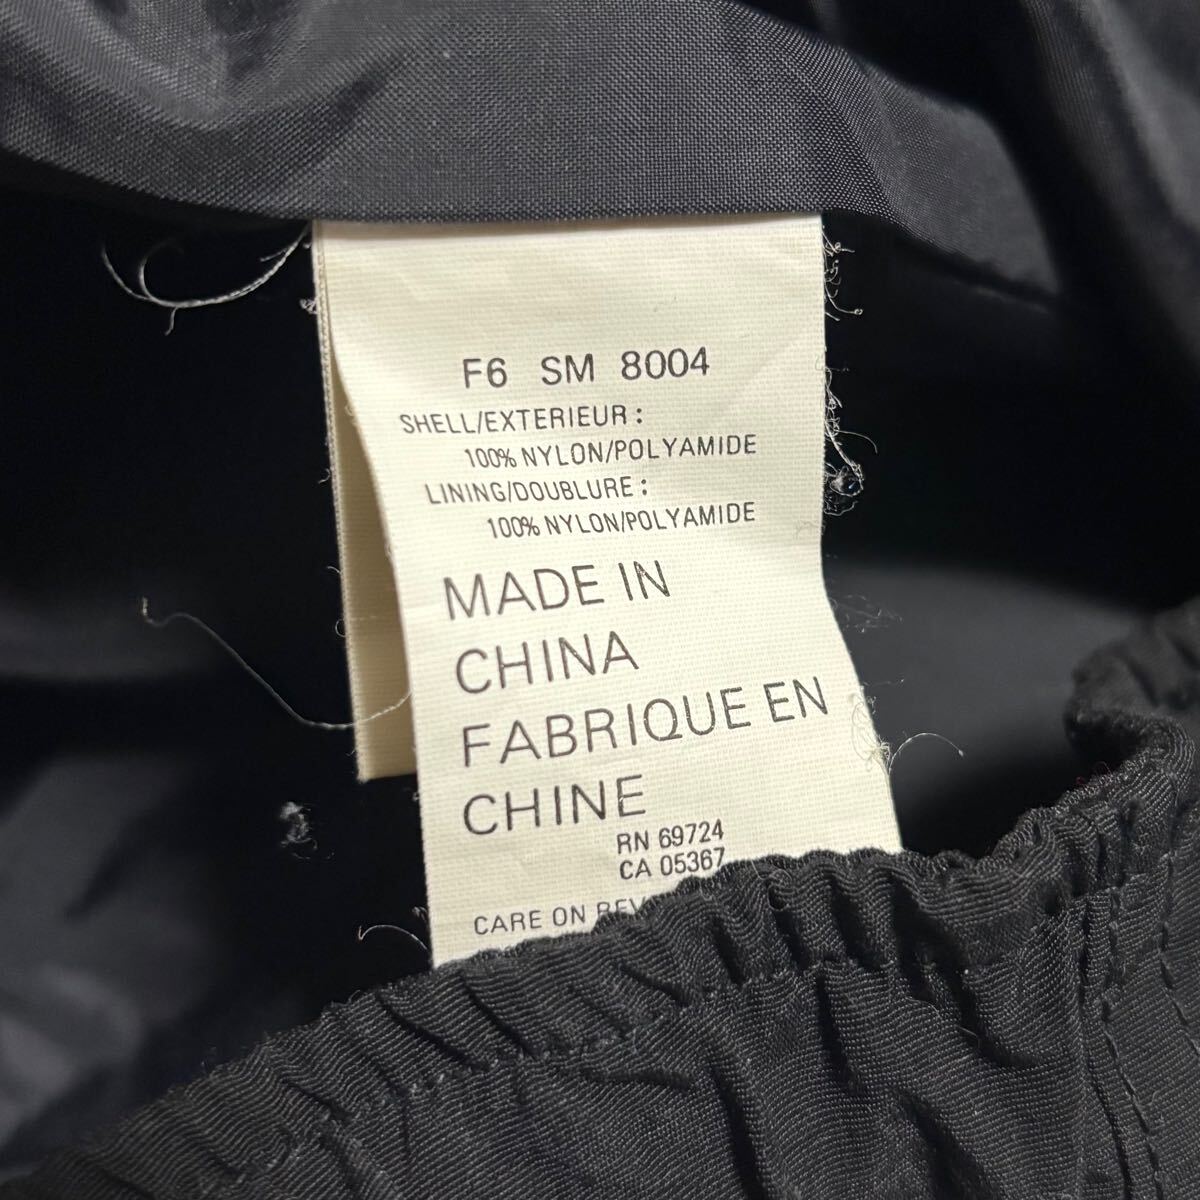 F6 SM 8004
SHELL/EXTERIEUR :
100% NYLON/POLYAMIDE
LINING/DOUBLURE :
100% NYLON/POLYAMIDE
MADE IN
CHINA
FABRIQUE EN
CHINE
RN 69724
CA 05367
CARE ON